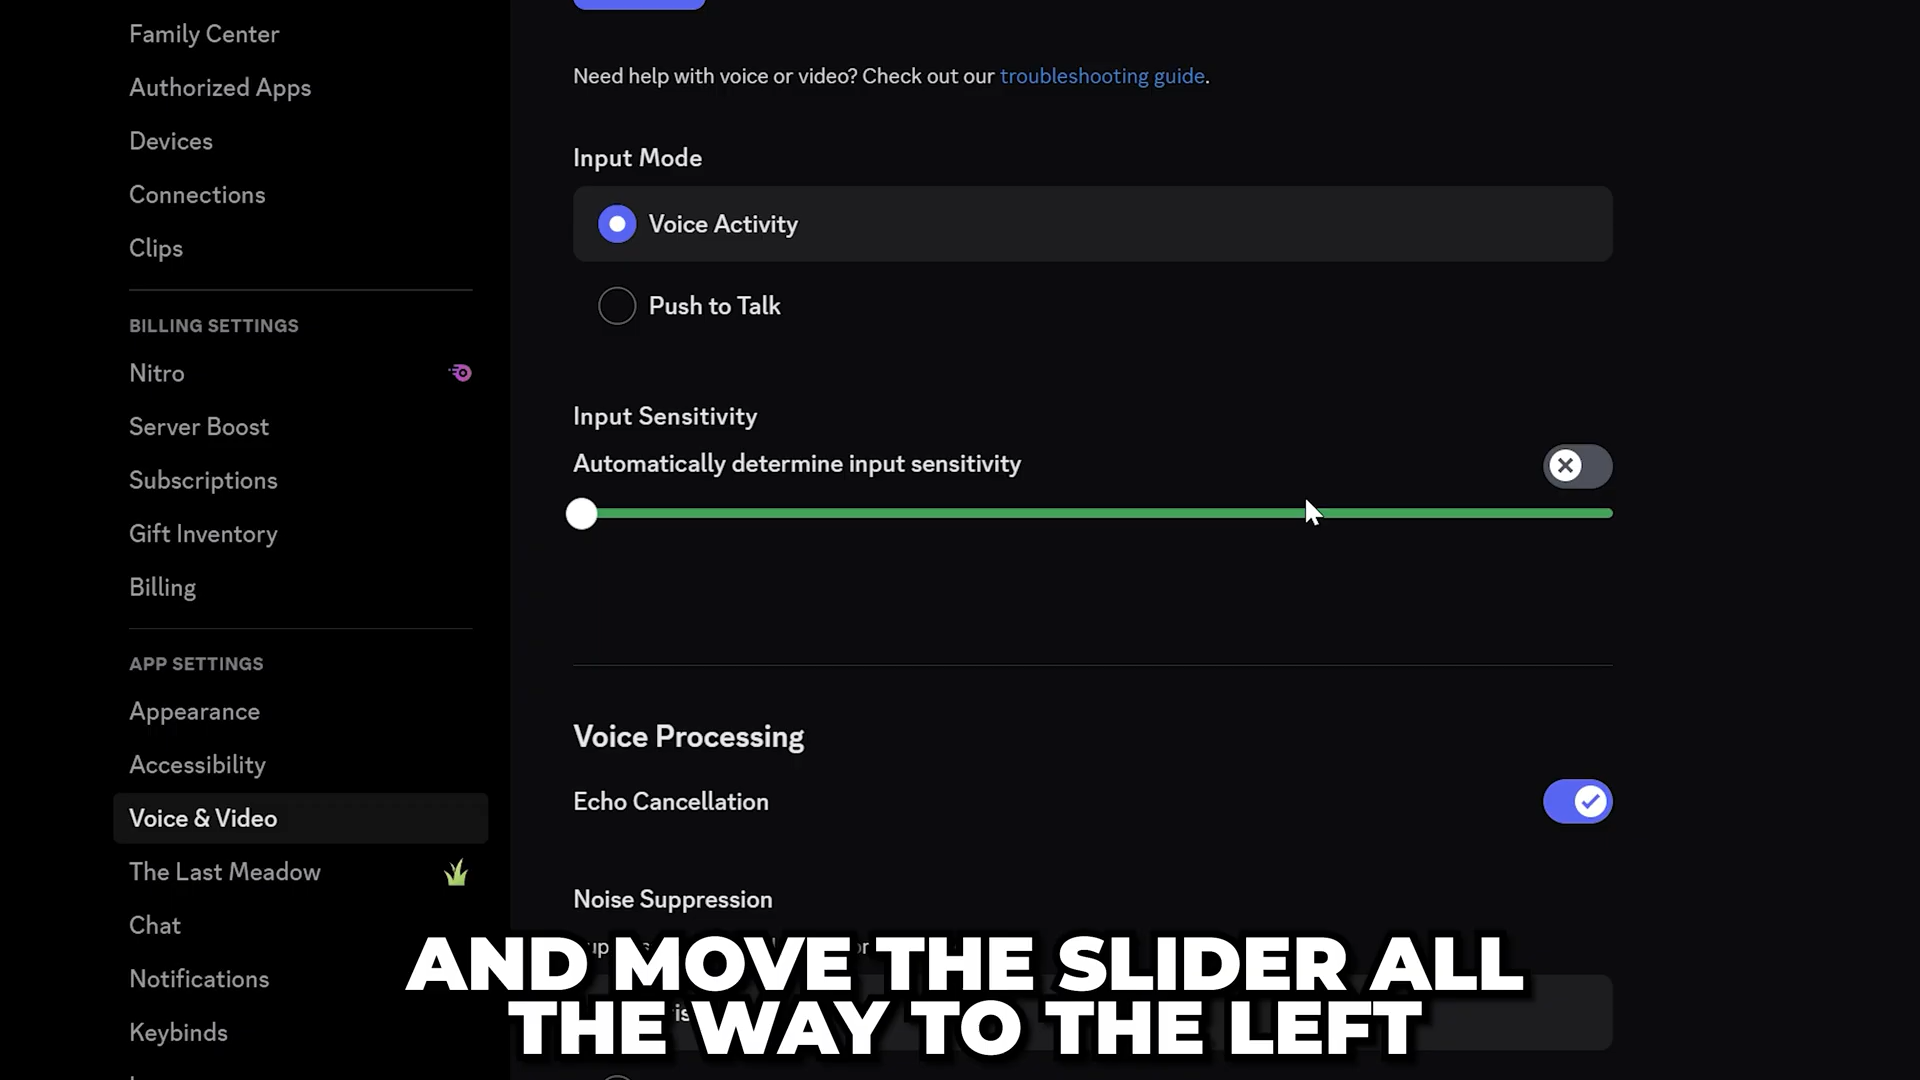 Family Center
Authorized Apps
Devices
Connections
Clips
BILLING SETTINGS
Nitro
Server Boost
Subscriptions
Gift Inventory
Billing
APP SETTINGS
Appearance
Accessibility
Voice & Video
The Last Meadow
Chat
Notifications
Keybinds
Need help with voice or video? Check out our troubleshooting guide.
Input Mode
Voice Activity
Push to Talk
Input Sensitivity
Automatically determine input sensitivity
Voice Processing
Echo Cancellation
Noise Suppression
AND MOVE THE SLIDER ALL
THE WAY TO THE LEFT